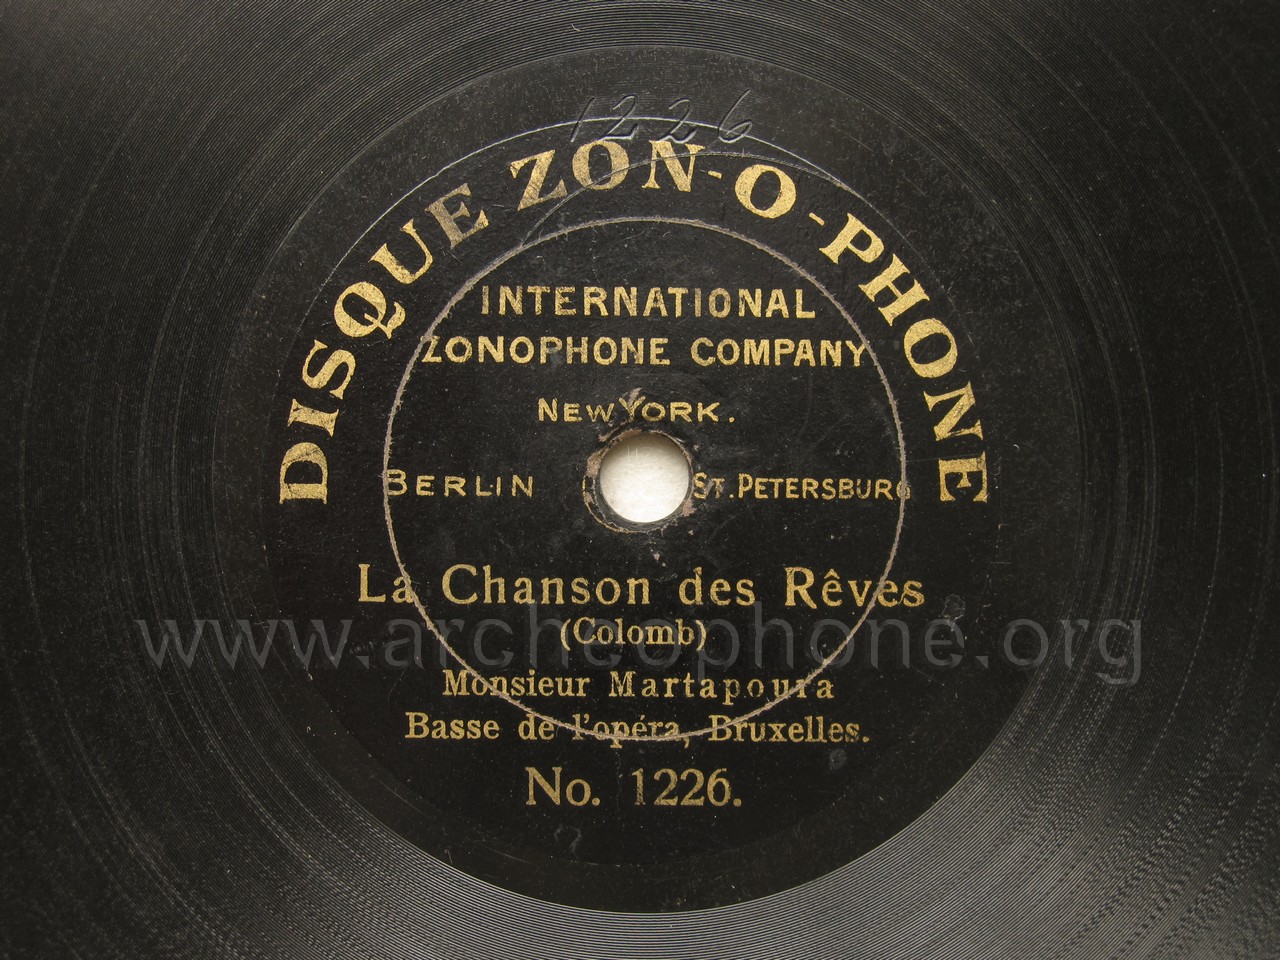 1226
DISQUE ZON-O-PHONE
INTERNATIONAL
ZONOPHONE COMPANY
NEW YORK.
BERLIN ST. PETERSBURG
La Chanson des Rêves
(Colomb)
www.archeophone.org
Monsieur Martapoura
Basse de l'opéra, Bruxelles.
No. 1226.